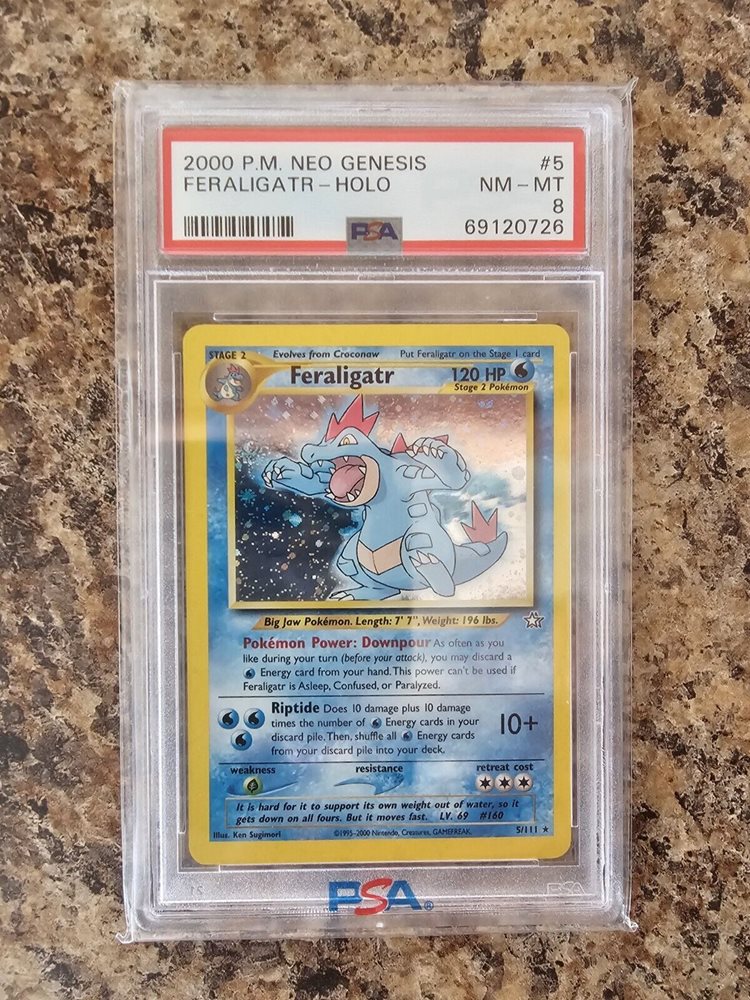 2000 P.M. NEO GENESIS #5
FERALIGATR - HOLO NM - MT
8
PSA 69120726
STAGE 2 Evolves from Croconaw Put Feraligatr on the Stage 1 card
Feraligatr 120 HP
Stage 2 Pokémon
Big Jaw Pokémon. Length: 7' 7", Weight: 196 lbs.
Pokémon Power: Downpour As often as you
like during your turn (before your attack), you may discard a
Energy card from your hand. This power can't be used if
Feraligatr is Asleep, Confused, or Paralyzed.
Riptide Does 10 damage plus 10 damage
times the number of Energy cards in your
discard pile. Then, shuffle all Energy cards
from your discard pile into your deck.
10+
weakness resistance retreat cost
It is hard for it to support its own weight out of water, so it
gets down on all fours. But it moves fast. LV. 69 #160
Illus. Ken Sugimori ©1995-2000 Nintendo, Creatures, GAMEFREAK. 5/111 ★
PSA®
PSA